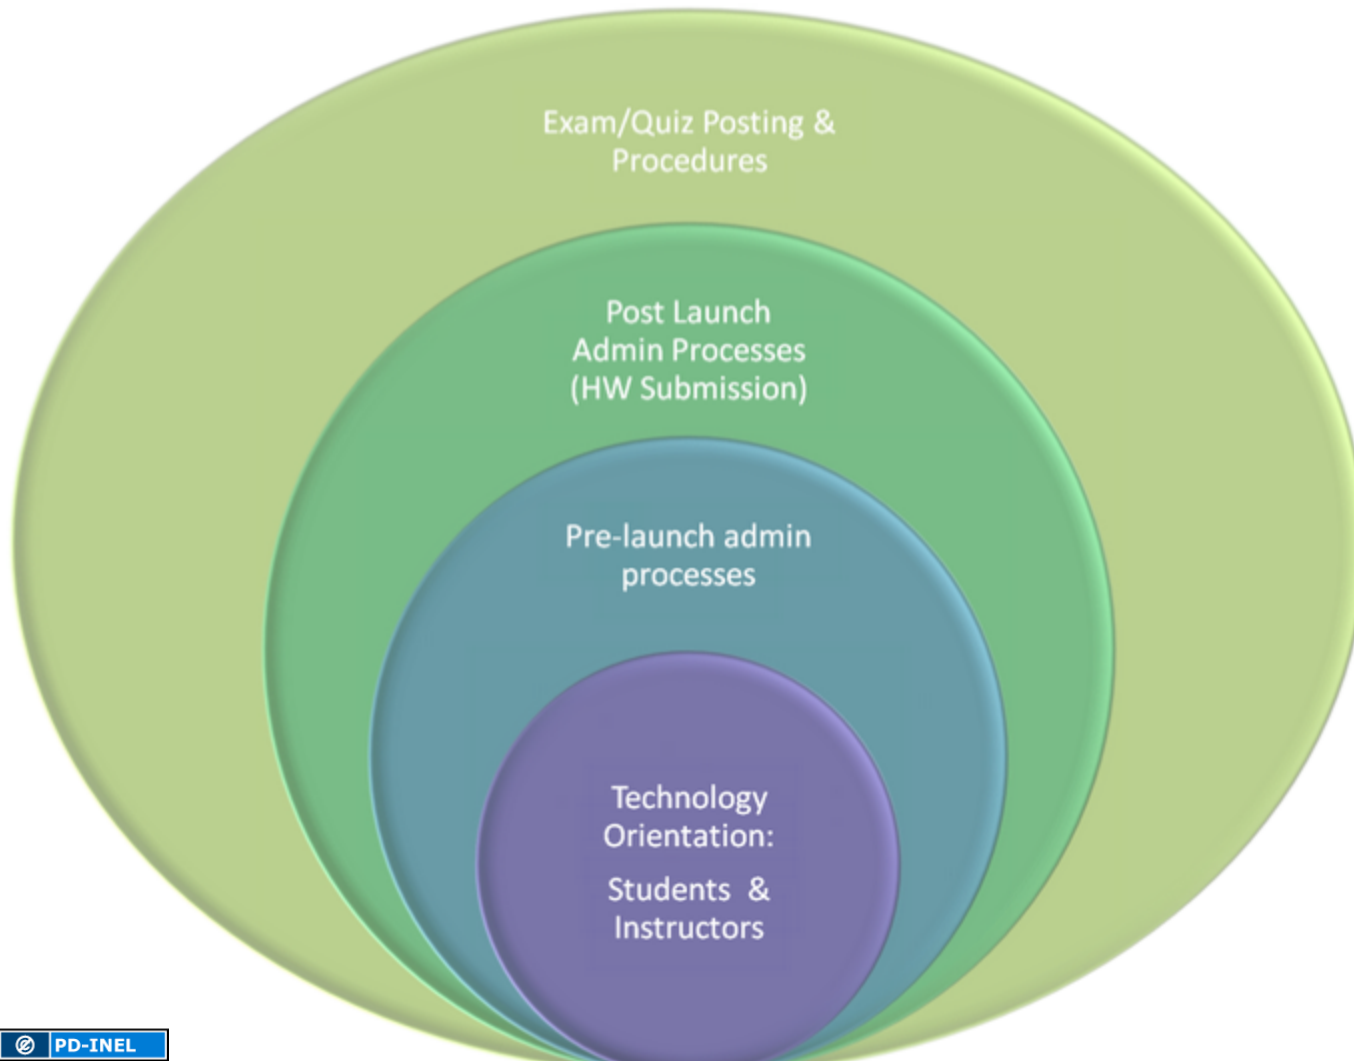 Exam/Quiz Posting &
Procedures
Post Launch
Admin Processes
(HW Submission)
Pre-launch admin
processes
Technology
Orientation:
Students & 
Instructors
PD-INEL